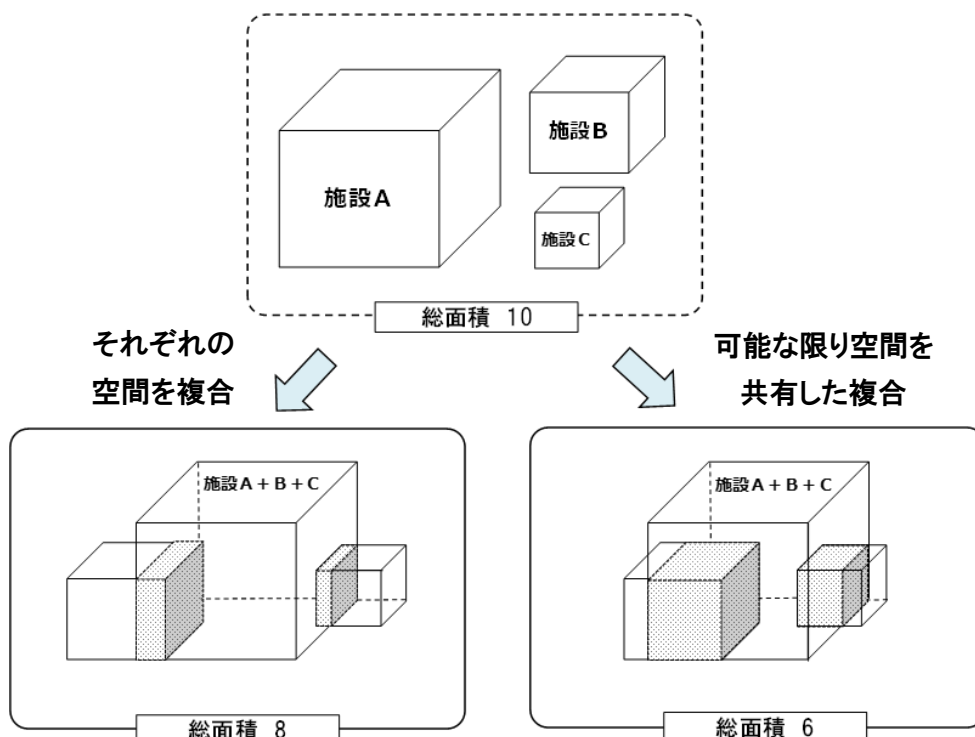 施設A
施設B
施設C
総面積 10
それぞれの
空間を複合
可能な限り空間を
共有した複合
施設A+B+C
施設A+B+C
総面積 8
総面積 6